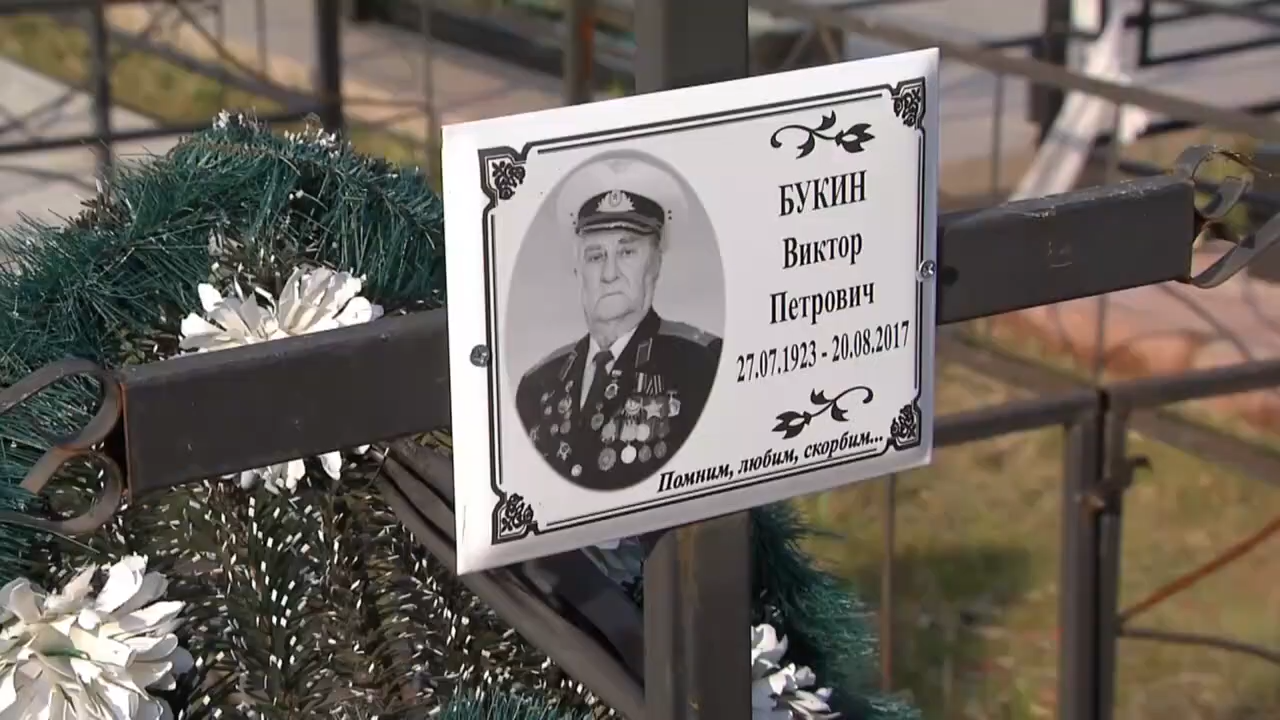 БУКИН
Виктор
Петрович
27.07.1923 - 20.08.2017
Помним, любим, скорбим...